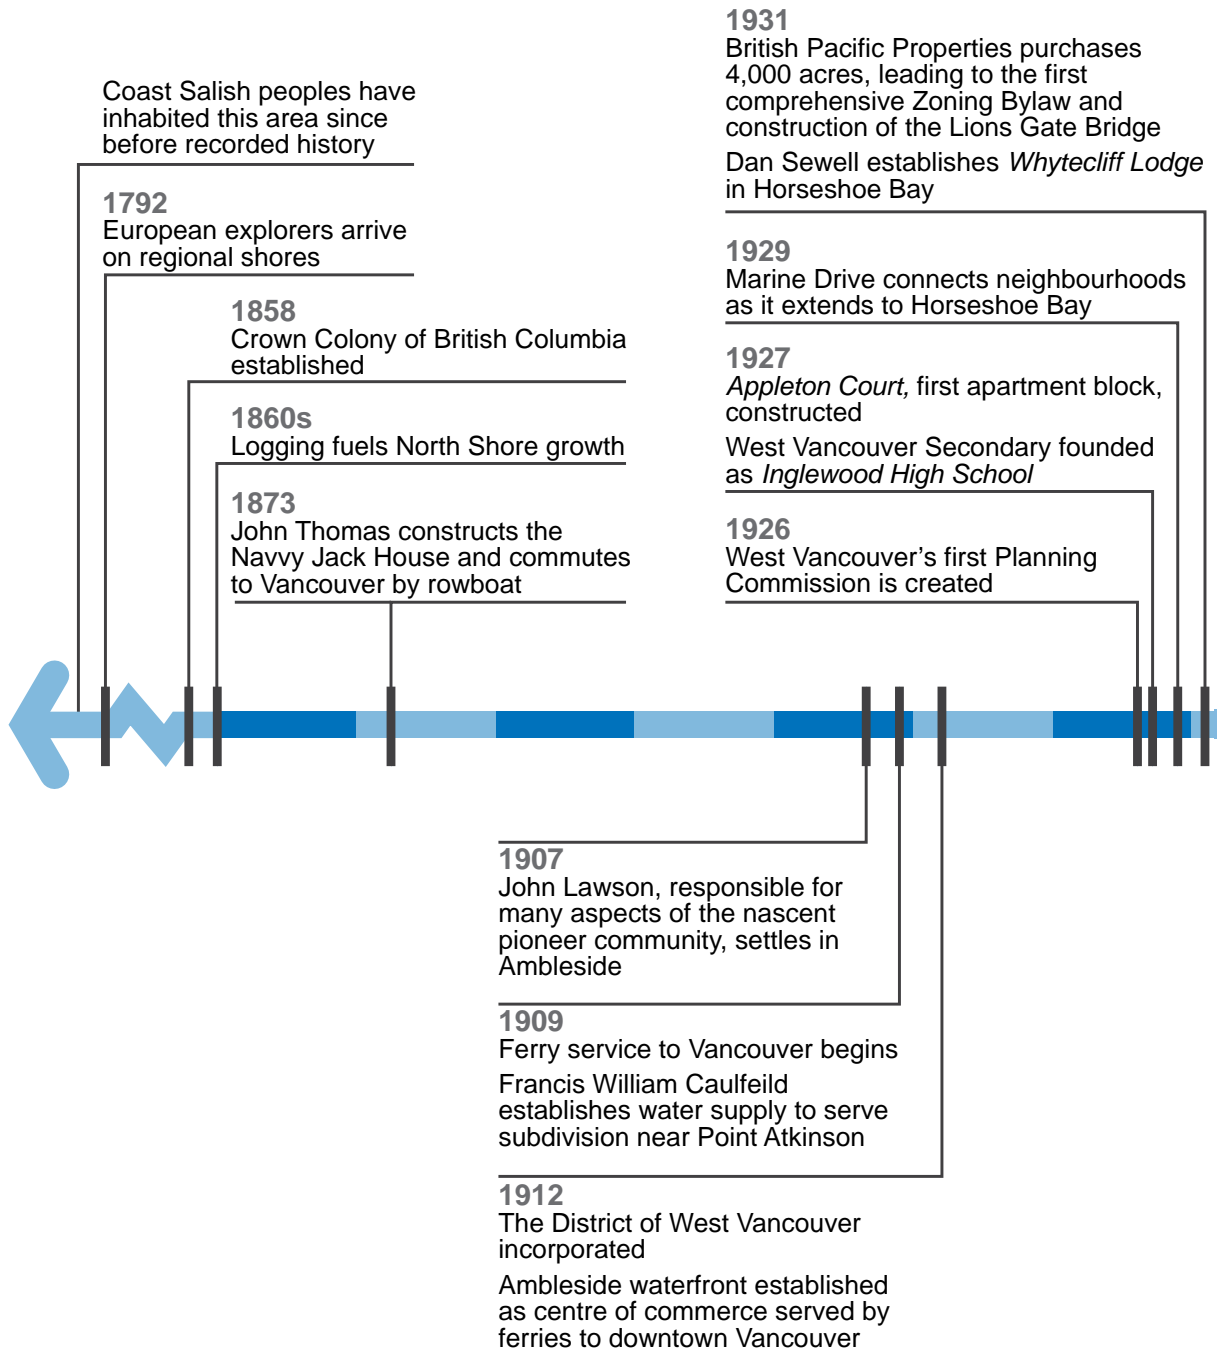 Coast Salish peoples have
inhabited this area since
before recorded history
1792
European explorers arrive
on regional shores
1858
Crown Colony of British Columbia
established
1860s
Logging fuels North Shore growth
1873
John Thomas constructs the
Navvy Jack House and commutes
to Vancouver by rowboat
1931
British Pacific Properties purchases
4,000 acres, leading to the first
comprehensive Zoning Bylaw and
construction of the Lions Gate Bridge
Dan Sewell establishes Whytecliff Lodge
in Horseshoe Bay
1929
Marine Drive connects neighbourhoods
as it extends to Horseshoe Bay
1927
Appleton Court, first apartment block,
constructed
West Vancouver Secondary founded
as Inglewood High School
1926
West Vancouver's first Planning
Commission is created
1907
John Lawson, responsible for
many aspects of the nascent
pioneer community, settles in
Ambleside
1909
Ferry service to Vancouver begins
Francis William Caulfeild
establishes water supply to serve
subdivision near Point Atkinson
1912
The District of West Vancouver
incorporated
Ambleside waterfront established
as centre of commerce served by
ferries to downtown Vancouver